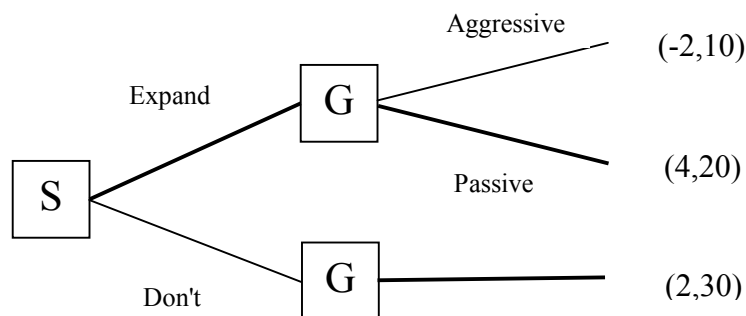 Aggressive
(-2,10)
Expand
G
S
Passive
(4,20)
Don't
G
(2,30)